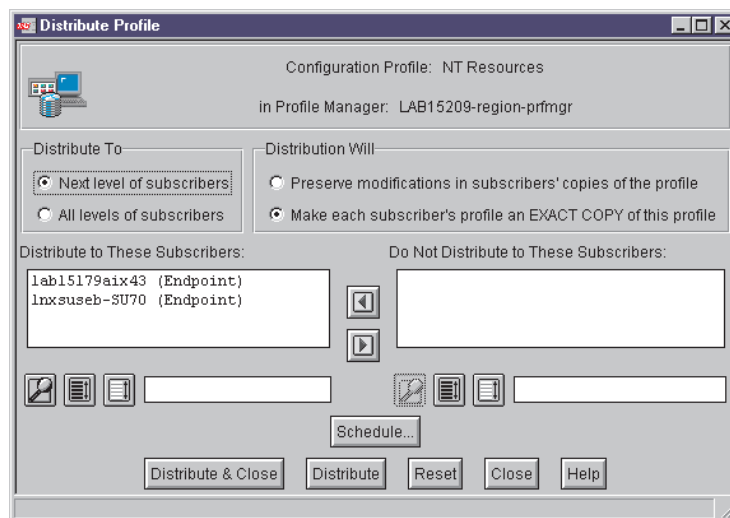 Distribute Profile
Configuration Profile: NT Resources
in Profile Manager: LAB15209-region-prfmgr
Distribute To
Next level of subscribers
All levels of subscribers
Distribution Will
Preserve modifications in subscribers' copies of the profile
Make each subscriber's profile an EXACT COPY of this profile
Distribute to These Subscribers:
lab15179aix43 (Endpoint)
lnxsuseb-SU70 (Endpoint)
Do Not Distribute to These Subscribers:
Schedule...
Distribute & Close
Distribute
Reset
Close
Help